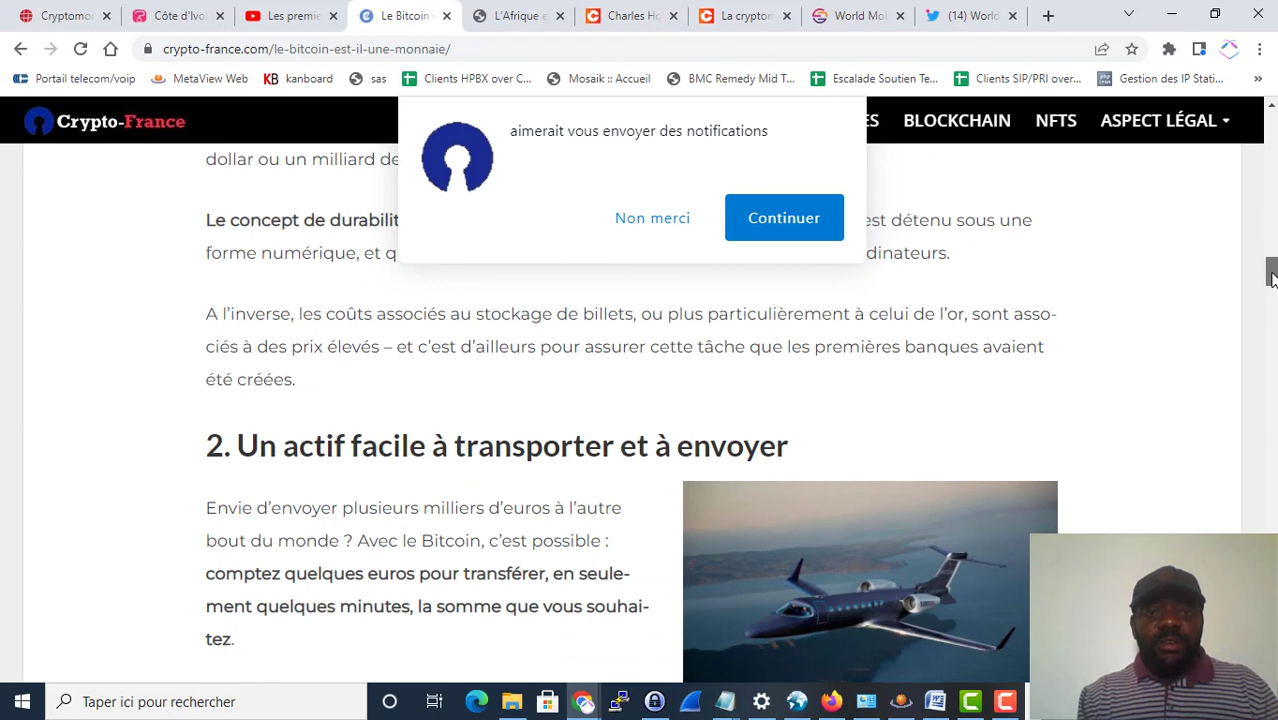 Cryptomo
Côte d'Ivoi
Les premie
Le Bitcoin
L'Afrique e
Charles Ho
La cryptom
World Mol
(14) World
crypto-france.com/le-bitcoin-est-il-une-monnaie/
Portail telecom/voip
MetaView Web
KB kanboard
sas
Clients HPBX over C...
Mosaik :: Accueil
BMC Remedy Mid T...
Escalade Soutien Te...
Clients SIP/PRI over...
Gestion des IP Stati...
»
Crypto-France
ES
BLOCKCHAIN
NFTS
ASPECT LÉGAL
aimerait vous envoyer des notifications
Non merci
Continuer
dollar ou un milliard de
Le concept de durabilit est détenu sous une
forme numérique, et q dinateurs.
A l'inverse, les coûts associés au stockage de billets, ou plus particulièrement à celui de l'or, sont asso-
ciés à des prix élevés – et c'est d'ailleurs pour assurer cette tâche que les premières banques avaient
été créées.
2. Un actif facile à transporter et à envoyer
Envie d'envoyer plusieurs milliers d'euros à l'autre
bout du monde ? Avec le Bitcoin, c'est possible :
comptez quelques euros pour transférer, en seule-
ment quelques minutes, la somme que vous souhai-
tez.
Taper ici pour rechercher